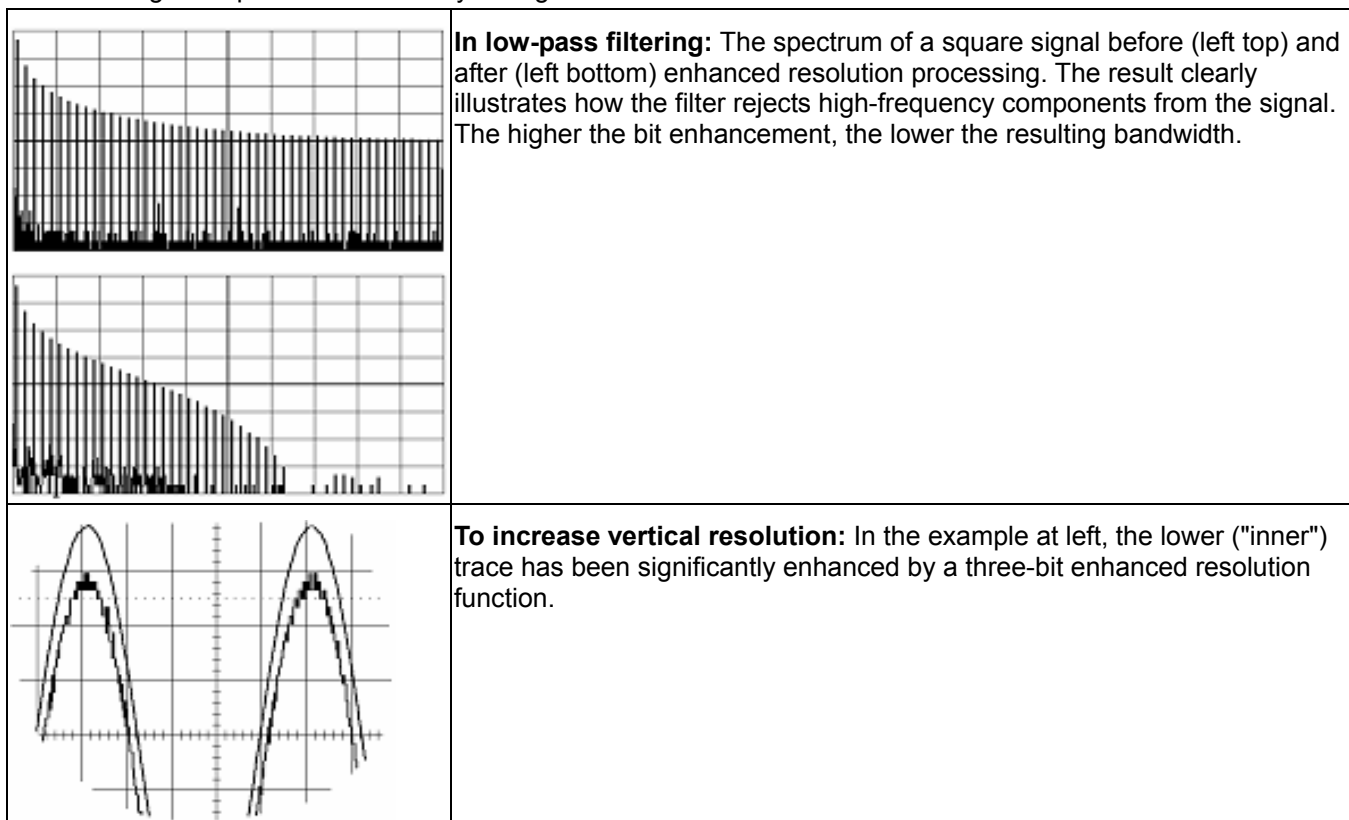 In low-pass filtering: The spectrum of a square signal before (left top) and
after (left bottom) enhanced resolution processing. The result clearly
illustrates how the filter rejects high-frequency components from the signal.
The higher the bit enhancement, the lower the resulting bandwidth.
To increase vertical resolution: In the example at left, the lower ("inner")
trace has been significantly enhanced by a three-bit enhanced resolution
function.